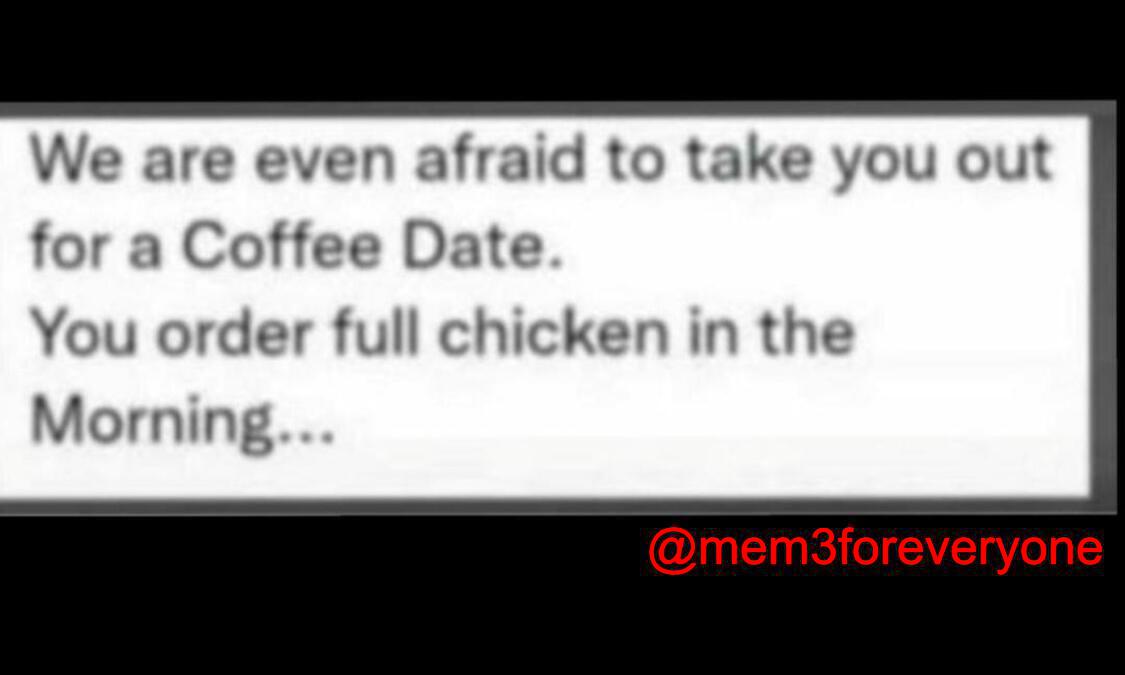 We are even afraid to take you out
for a Coffee Date.
You order full chicken in the
Morning...
@mem3foreveryone